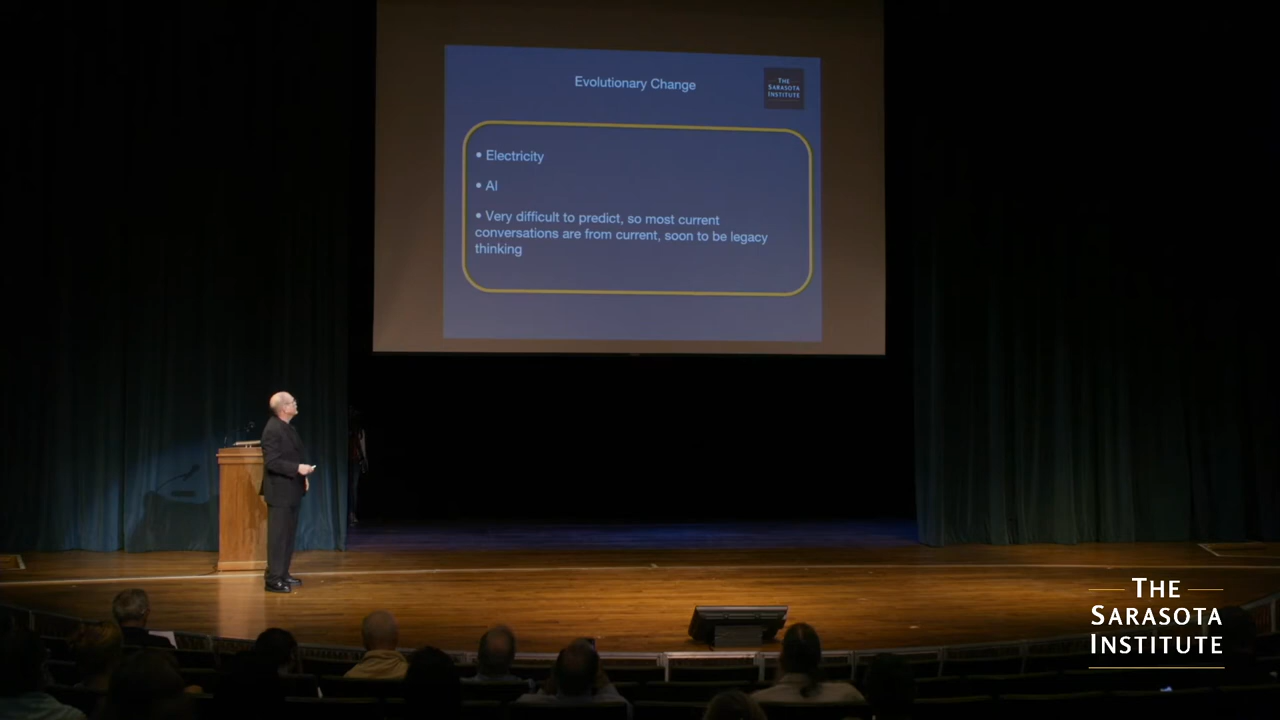 Evolutionary Change
THE
SARASOTA
INSTITUTE
• Electricity
• AI
• Very difficult to predict, so most current
conversations are from current, soon to be legacy
thinking
THE
SARASOTA
INSTITUTE